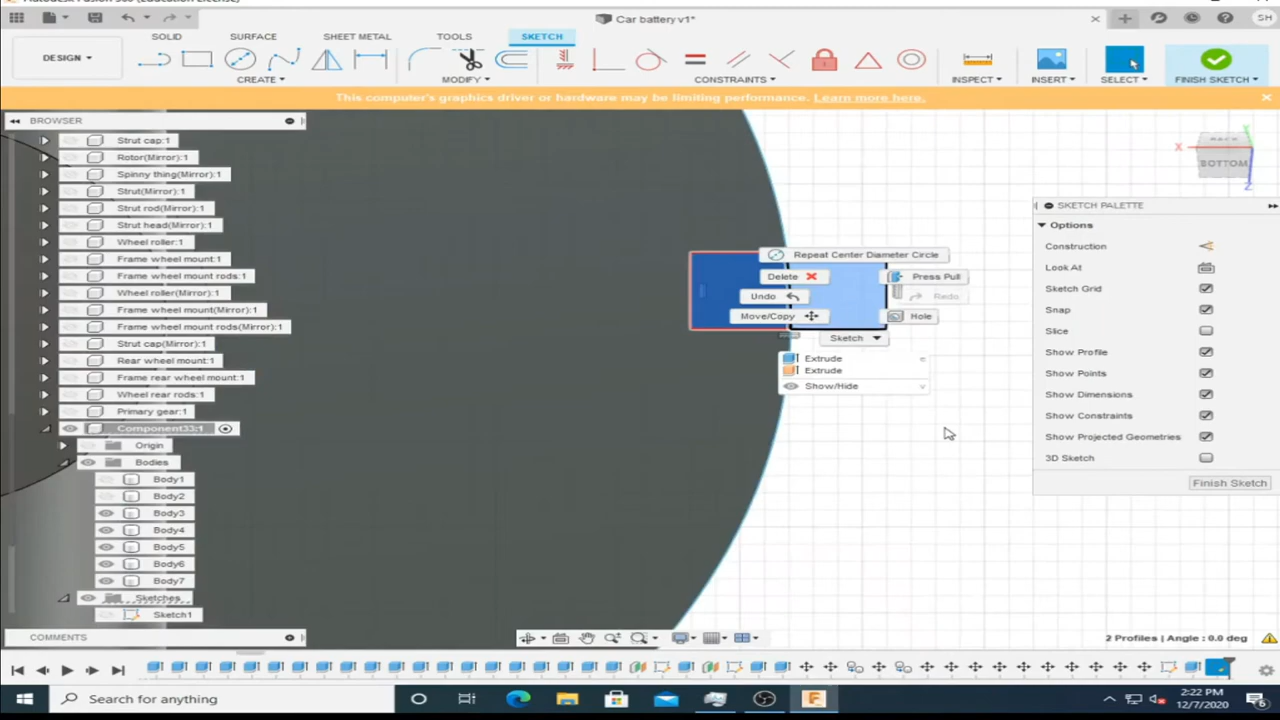 Autodesk Fusion 360 (Education License)
Car battery v1*
SH
DESIGN
SOLID
SURFACE
SHEET METAL
TOOLS
SKETCH
CREATE
MODIFY
CONSTRAINTS
INSPECT
INSERT
SELECT
FINISH SKETCH
This computer's graphics driver or hardware may be limiting performance. Learn more here.
BROWSER
Strut cap:1
Rotor(Mirror):1
Spinny thing(Mirror):1
Strut(Mirror):1
Strut rod(Mirror):1
Strut head(Mirror):1
Wheel roller:1
Frame wheel mount:1
Frame wheel mount rods:1
Wheel roller(Mirror):1
Frame wheel mount(Mirror):1
Frame wheel mount rods(Mirror):1
Strut cap(Mirror):1
Rear wheel mount:1
Frame rear wheel mount:1
Wheel rear rods:1
Primary gear:1
Component33:1
Origin
Bodies
Body1
Body2
Body3
Body4
Body5
Body6
Body7
Sketches
Sketch1
COMMENTS
Repeat Center Diameter Circle
Delete
Press Pull
Undo
Redo
Move/Copy
Hole
Sketch
Extrude
Extrude
Show/Hide
X
Y
BACK
BOTTOM
Z
SKETCH PALETTE
Options
Construction
Look At
Sketch Grid
Snap
Slice
Show Profile
Show Points
Show Dimensions
Show Constraints
Show Projected Geometries
3D Sketch
Finish Sketch
2 Profiles | Angle : 0.0 deg
Search for anything
2:22 PM
12/7/2020